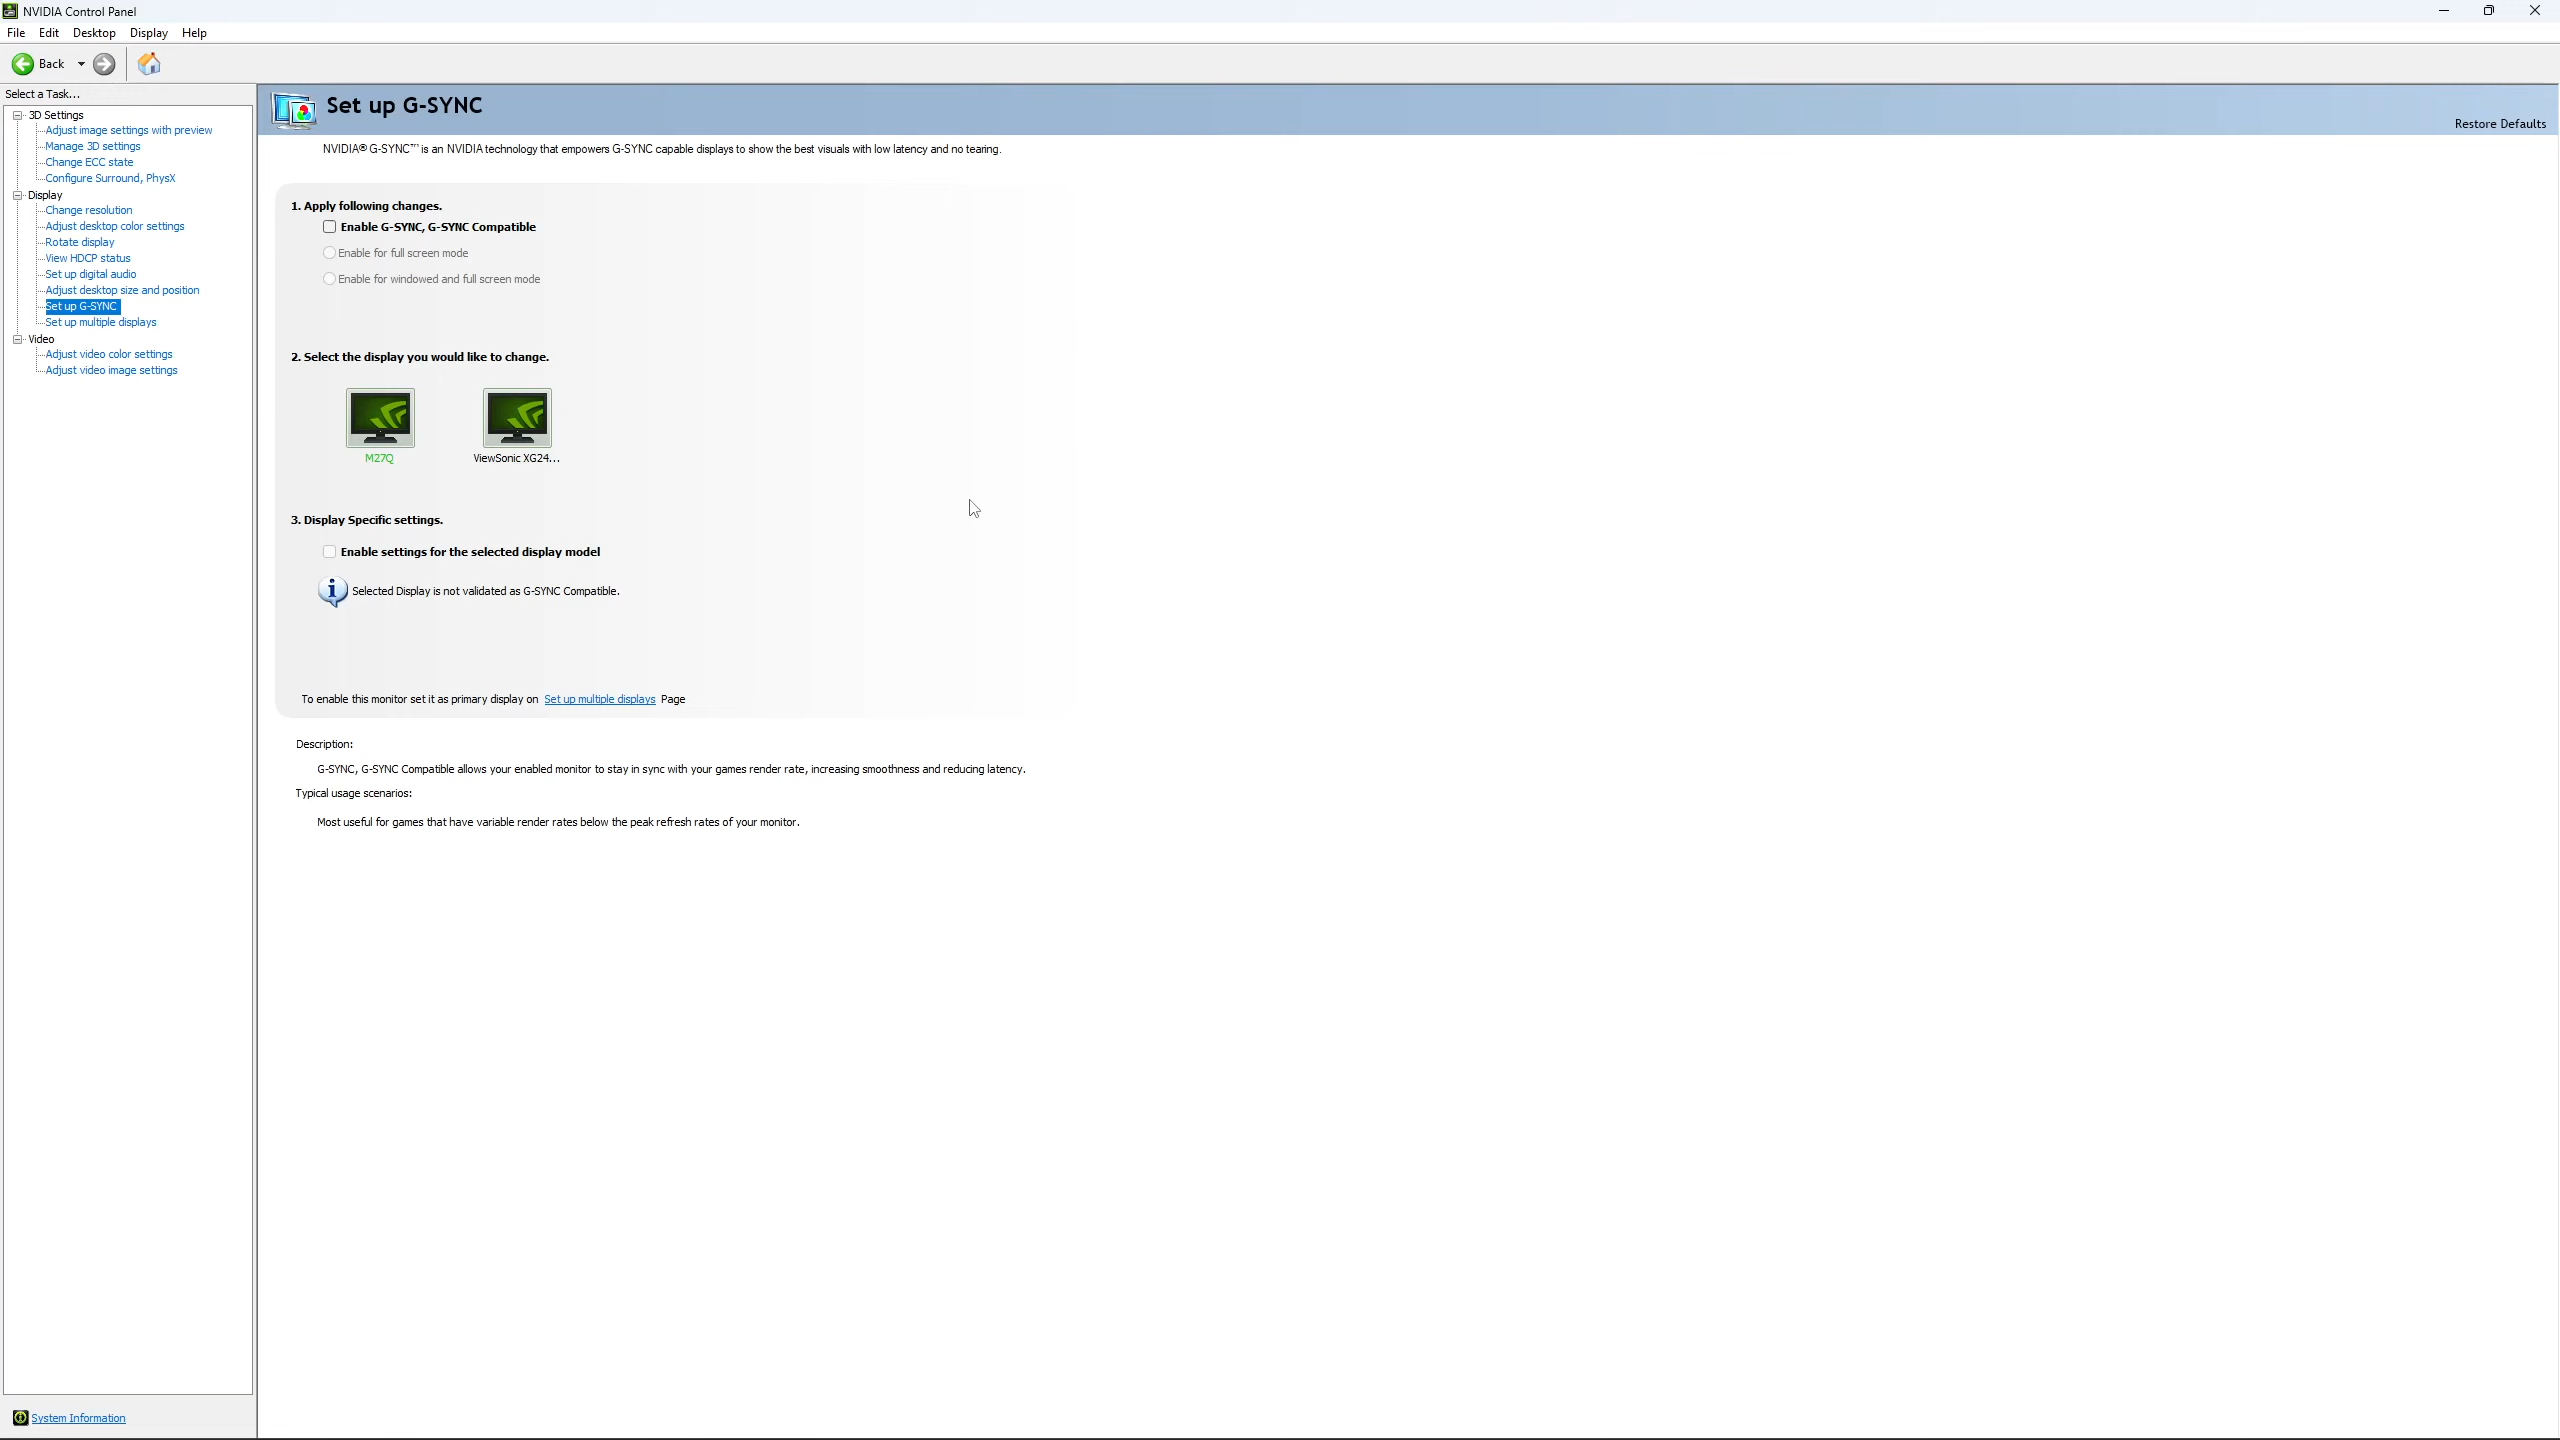 NVIDIA Control Panel
File Edit Desktop Display Help
Back
Select a Task...
3D Settings
Adjust image settings with preview
Manage 3D settings
Change ECC state
Configure Surround, PhysX
Display
Change resolution
Adjust desktop color settings
Rotate display
View HDCP status
Set up digital audio
Adjust desktop size and position
Set up G-SYNC
Set up multiple displays
Video
Adjust video color settings
Adjust video image settings
System Information
Set up G-SYNC
Restore Defaults
NVIDIA® G-SYNC™ is an NVIDIA technology that empowers G-SYNC capable displays to show the best visuals with low latency and no tearing.
1. Apply following changes.
Enable G-SYNC, G-SYNC Compatible
Enable for full screen mode
Enable for windowed and full screen mode
2. Select the display you would like to change.
M27Q ViewSonic XG24...
3. Display Specific settings.
Enable settings for the selected display model
Selected Display is not validated as G-SYNC Compatible.
To enable this monitor set it as primary display on Set up multiple displays Page
Description:
G-SYNC, G-SYNC Compatible allows your enabled monitor to stay in sync with your games render rate, increasing smoothness and reducing latency.
Typical usage scenarios:
Most useful for games that have variable render rates below the peak refresh rates of your monitor.